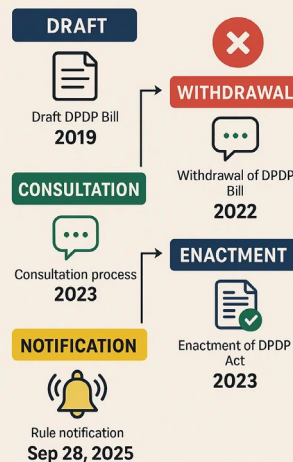 DRAFT
Draft DPDP Bill
2019
WITHDRAWAL
Withdrawal of DPDP
Bill
2022
CONSULTATION
Consultation process
2023
ENACTMENT
Enactment of DPDP
Act
2023
NOTIFICATION
Rule notification
Sep 28, 2025